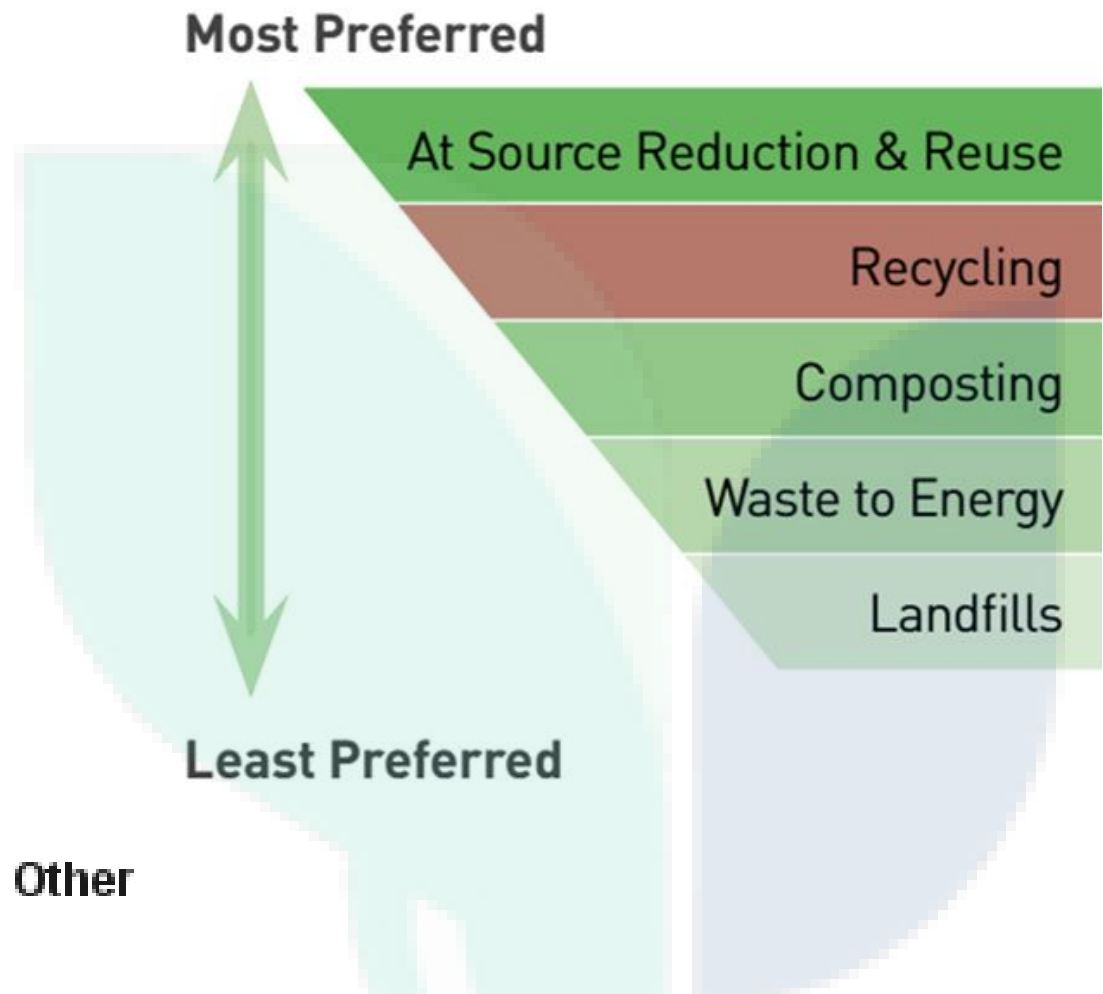 Most Preferred
At Source Reduction & Reuse
Recycling
Composting
Waste to Energy
Landfills
Least Preferred
Other